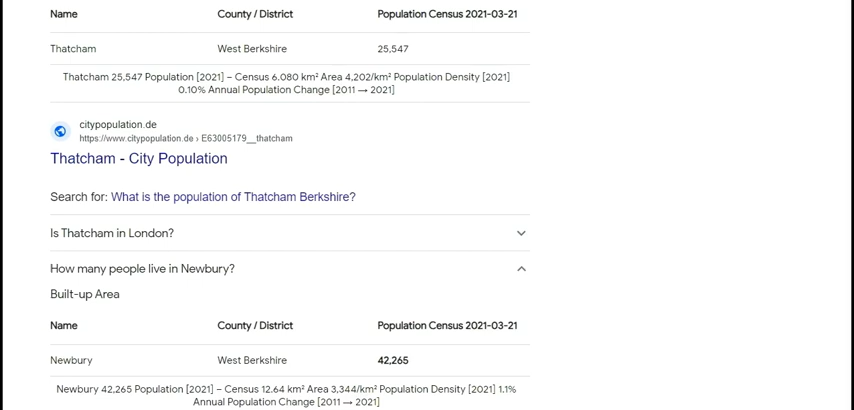 Name County / District Population Census 2021-03-21
Thatcham West Berkshire 25,547
Thatcham 25,547 Population [2021] – Census 6.080 km² Area 4,202/km² Population Density [2021]
0.10% Annual Population Change [2011 → 2021]
citypopulation.de
https://www.citypopulation.de › E63005179__thatcham
Thatcham - City Population
Search for: What is the population of Thatcham Berkshire?
Is Thatcham in London?
How many people live in Newbury?
Built-up Area
Name County / District Population Census 2021-03-21
Newbury West Berkshire 42,265
Newbury 42,265 Population [2021] – Census 12.64 km² Area 3,344/km² Population Density [2021] 1.1%
Annual Population Change [2011 → 2021]